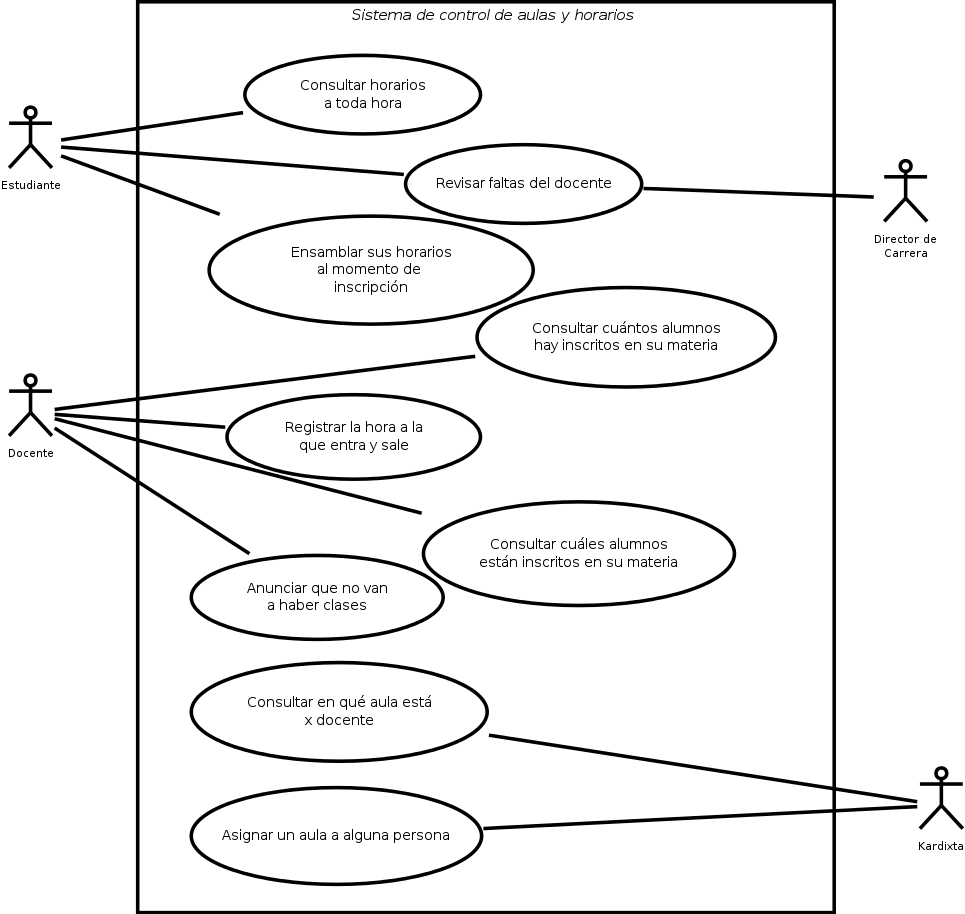 Sistema de control de aulas y horarios
Consultar horarios
a toda hora
Estudiante
Revisar faltas del docente
Director de
Carrera
Ensamblar sus horarios
al momento de
inscripción
Consultar cuántos alumnos
hay inscritos en su materia
Docente
Registrar la hora a la
que entra y sale
Consultar cuáles alumnos
están inscritos en su materia
Anunciar que no van
a haber clases
Consultar en qué aula está
x docente
Asignar un aula a alguna persona
Kardixta